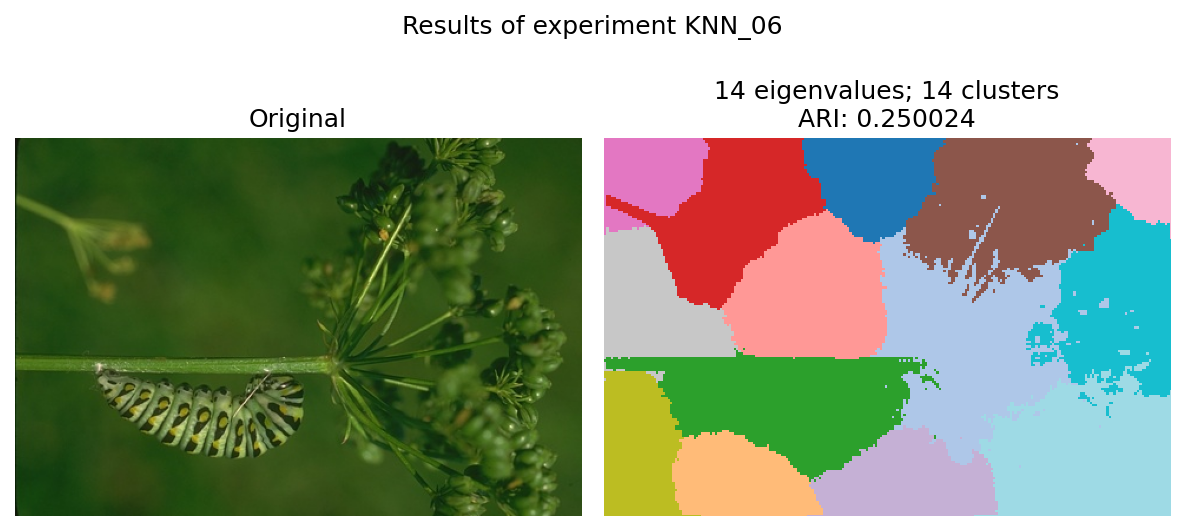 Results of experiment KNN_06
Original
14 eigenvalues; 14 clusters
ARI: 0.250024